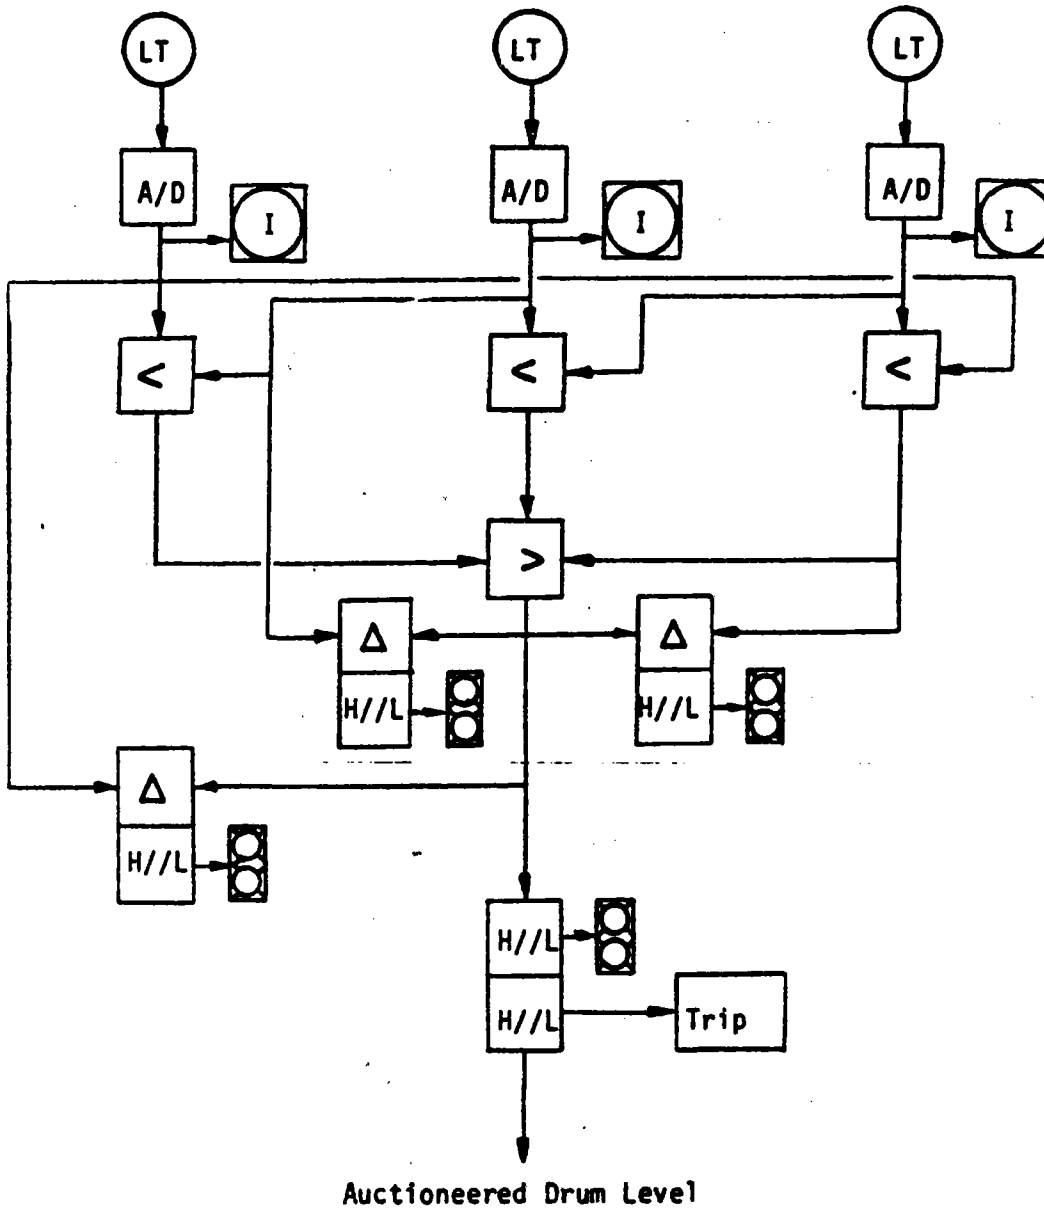 LT LT LT
A/D A/D A/D
I I I
< < <
>
Δ Δ
H//L H//L
Δ
H//L
H//L
H//L Trip
Auctioneered Drum Level